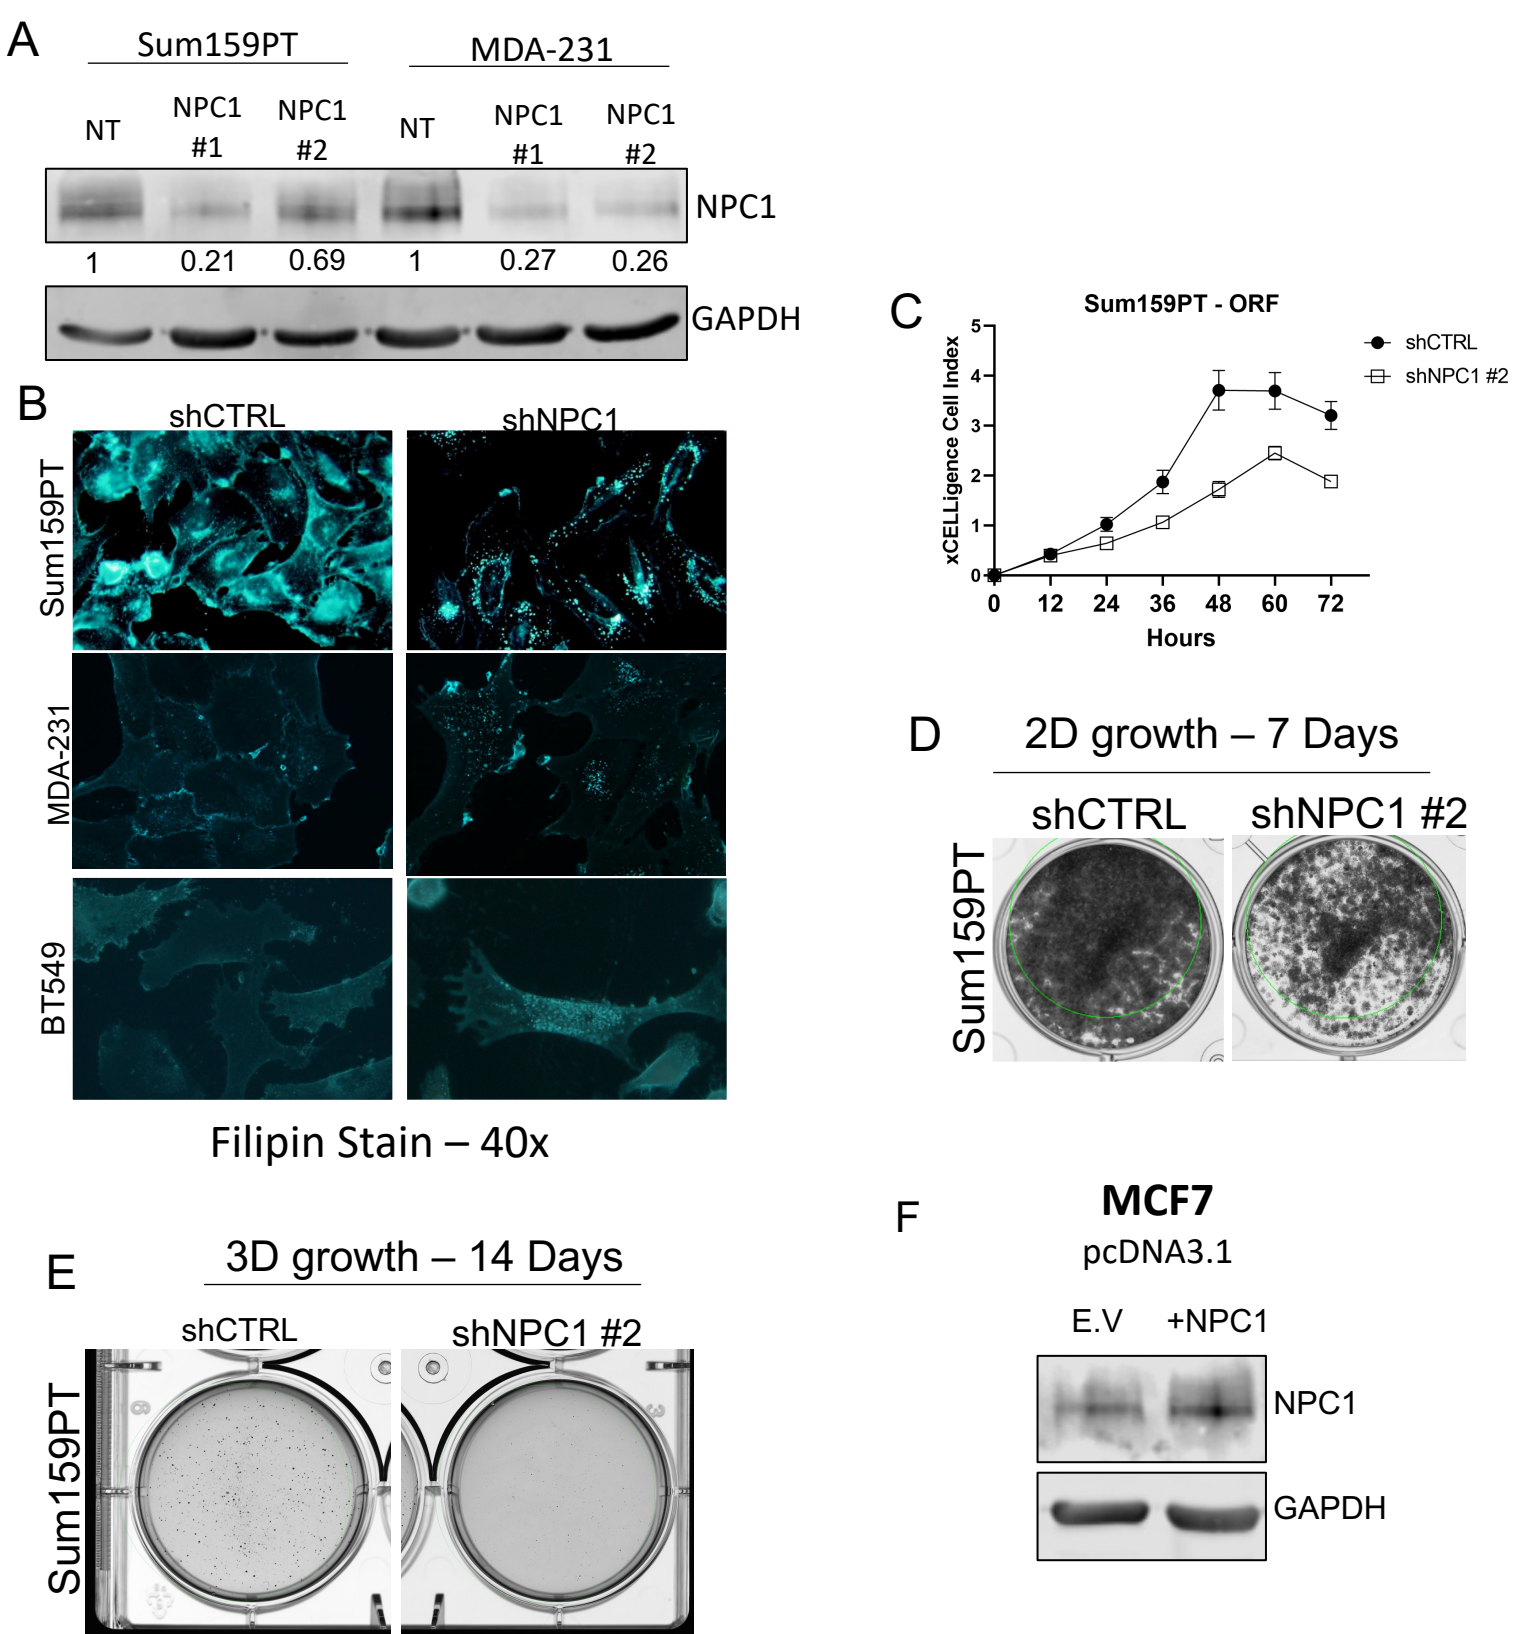 A
Sum159PT
MDA-231
NT
NPC1
#1
NPC1
#2
NT
NPC1
#1
NPC1
#2
NPC1
1
0.21
0.69
1
0.27
0.26
GAPDH
B
shCTRL
shNPC1
Sum159PT
MDA-231
BT549
Filipin Stain – 40x
C
Sum159PT - ORF
xCELLigence Cell Index
5
4
3
2
1
0
0 12 24 36 48 60 72
Hours
shCTRL
shNPC1 #2
D
2D growth – 7 Days
shCTRL
shNPC1 #2
Sum159PT
E
3D growth – 14 Days
shCTRL
shNPC1 #2
Sum159PT
F
MCF7
pcDNA3.1
E.V
+NPC1
NPC1
GAPDH